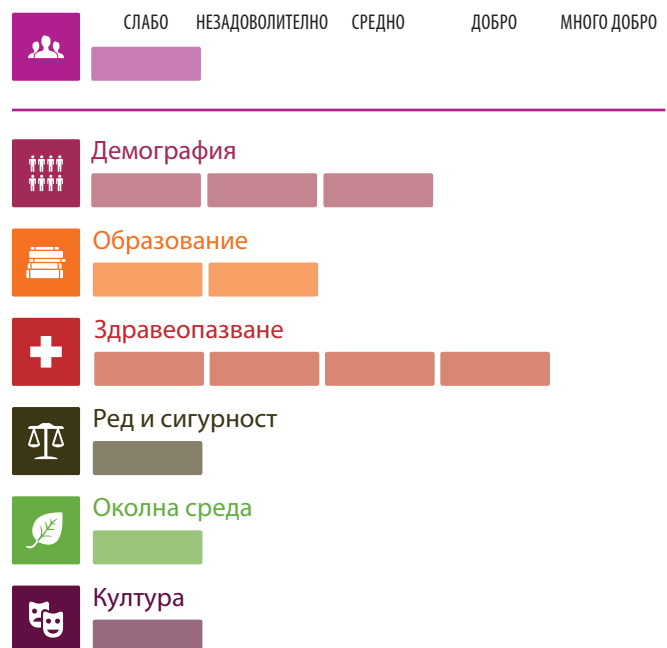 СЛАБО НЕЗАДОВОЛИТЕЛНО СРЕДНО ДОБРО МНОГО ДОБРО
Демография
Образование
Здравеопазване
Ред и сигурност
Околна среда
Култура